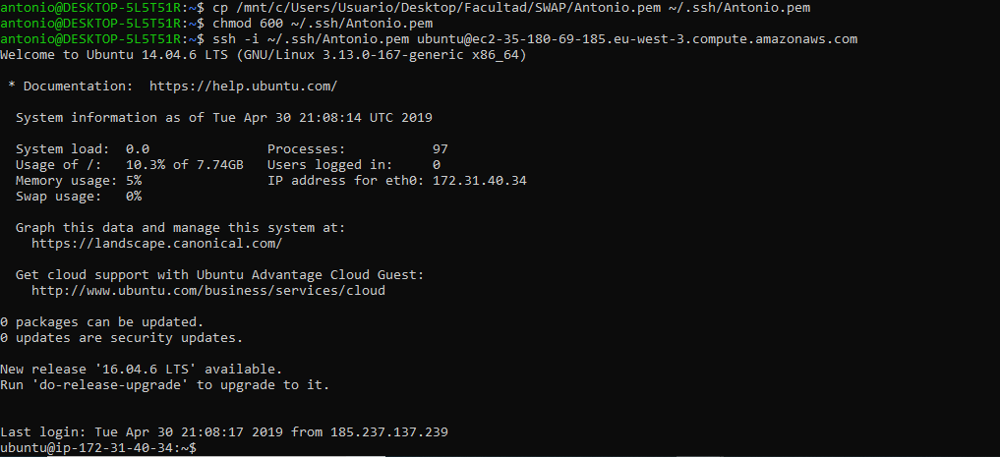 antonio@DESKTOP-5L5T51R:~$ cp /mnt/c/Users/Usuario/Desktop/Facultad/SWAP/Antonio.pem ~/.ssh/Antonio.pem
antonio@DESKTOP-5L5T51R:~$ chmod 600 ~/.ssh/Antonio.pem
antonio@DESKTOP-5L5T51R:~$ ssh -i ~/.ssh/Antonio.pem ubuntu@ec2-35-180-69-185.eu-west-3.compute.amazonaws.com
Welcome to Ubuntu 14.04.6 LTS (GNU/Linux 3.13.0-167-generic x86_64)

 * Documentation:  https://help.ubuntu.com/

  System information as of Tue Apr 30 21:08:14 UTC 2019

  System load:  0.0               Processes:           97
  Usage of /:   10.3% of 7.74GB   Users logged in:     0
  Memory usage: 5%                IP address for eth0: 172.31.40.34
  Swap usage:   0%

  Graph this data and manage this system at:
    https://landscape.canonical.com/

  Get cloud support with Ubuntu Advantage Cloud Guest:
    http://www.ubuntu.com/business/services/cloud

0 packages can be updated.
0 updates are security updates.

New release '16.04.6 LTS' available.
Run 'do-release-upgrade' to upgrade to it.


Last login: Tue Apr 30 21:08:17 2019 from 185.237.137.239
ubuntu@ip-172-31-40-34:~$